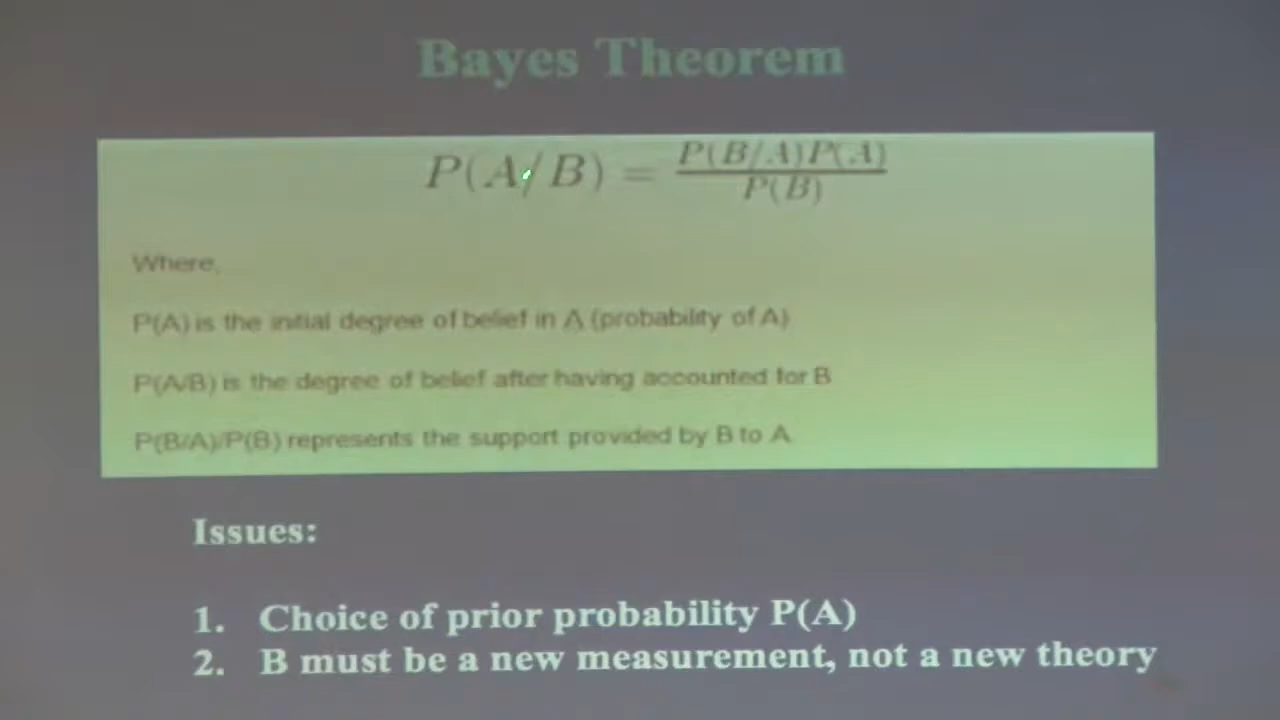 Bayes Theorem
P(A/B) = P(B/A)P(A) / P(B)
Where,
P(A) is the initial degree of belief in A (probability of A)
P(A/B) is the degree of belief after having accounted for B
P(B/A)/P(B) represents the support provided by B to A
Issues:
1. Choice of prior probability P(A)
2. B must be a new measurement, not a new theory